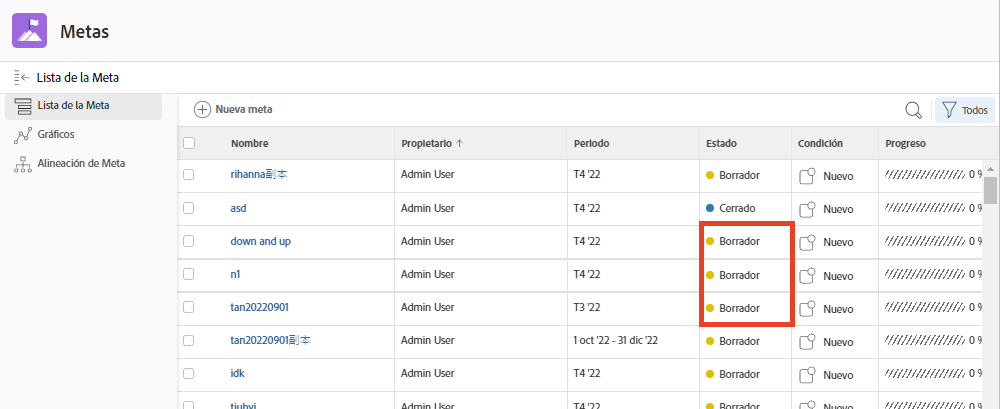 Metas
Lista de la Meta
Lista de la Meta
Gráficos
Alineación de Meta
Nueva meta
Todos
Nombre Propietario ↑ Periodo Estado Condición Progreso
rihanna副本 Admin User T4 '22 Borrador Nuevo 0 %
asd Admin User T4 '22 Cerrado Nuevo 0 %
down and up Admin User T4 '22 Borrador Nuevo 0 %
n1 Admin User T4 '22 Borrador Nuevo 0 %
tan20220901 Admin User T3 '22 Borrador Nuevo 0 %
tan20220901副本 Admin User 1 oct '22 - 31 dic '22 Borrador Nuevo 0 %
idk Admin User T4 '22 Borrador Nuevo 0 %
Admin User T4 '22 Borrador Nuevo 0 %